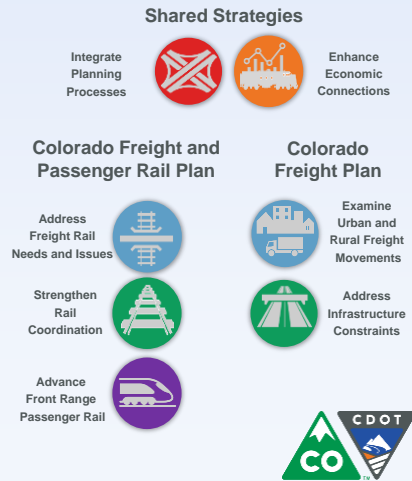 Shared Strategies
Integrate
Planning
Processes
Enhance
Economic
Connections
Colorado Freight and
Passenger Rail Plan
Address
Freight Rail
Needs and Issues
Strengthen
Rail
Coordination
Advance
Front Range
Passenger Rail
Colorado
Freight Plan
Examine
Urban and
Rural Freight
Movements
Address
Infrastructure
Constraints
CO
TM
CDOT